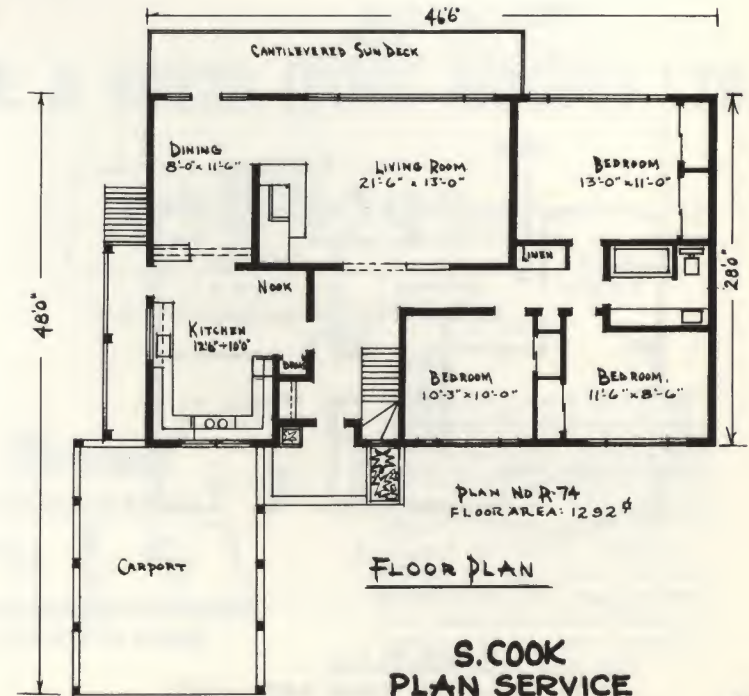 46'6"
CANTILEVERED SUN DECK
DINING
8'-0" x 11'-6"
LIVING ROOM
21'-6" x 13'-0"
BEDROOM
13'-0" x 11'-0"
LINEN
NOOK
28'0"
48'0"
KITCHEN
12'6" x 10'0"
BROOM
BEDROOM
10'-3" x 10'-0"
BEDROOM.
11'-6" x 8'-6"
PLAN NO R-74
FLOOR AREA: 1292 ⌀
CARPORT
FLOOR PLAN
S. COOK
PLAN SERVICE